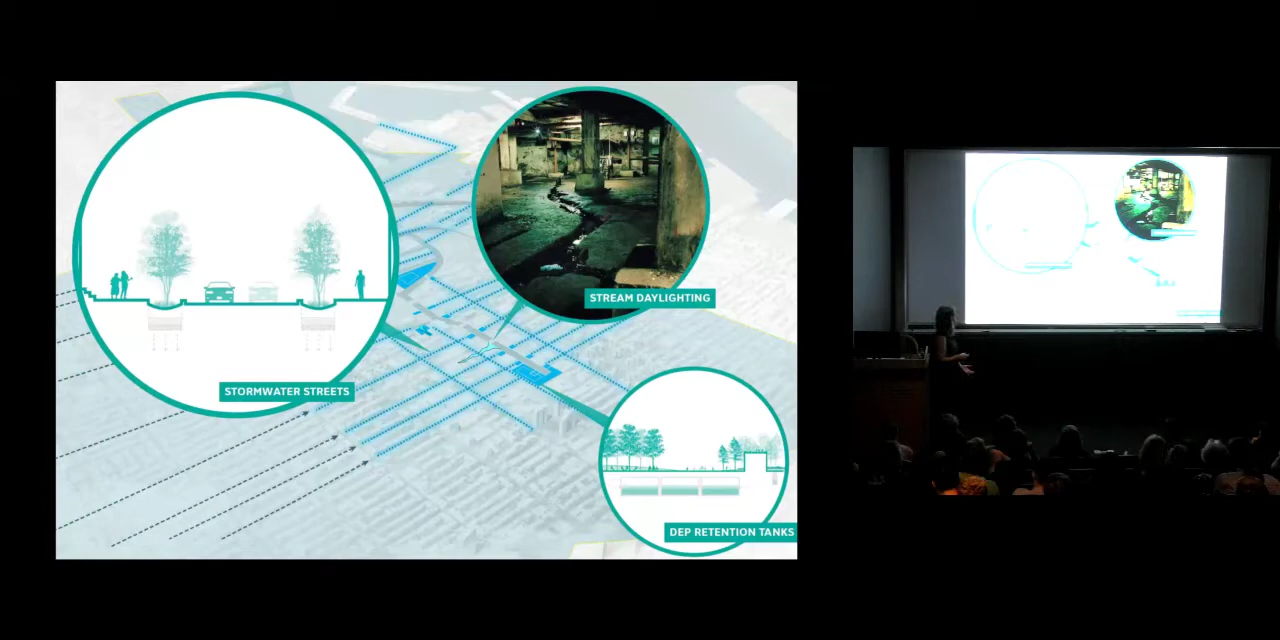 STREAM DAYLIGHTING
STORMWATER STREETS
DEP RETENTION TANKS